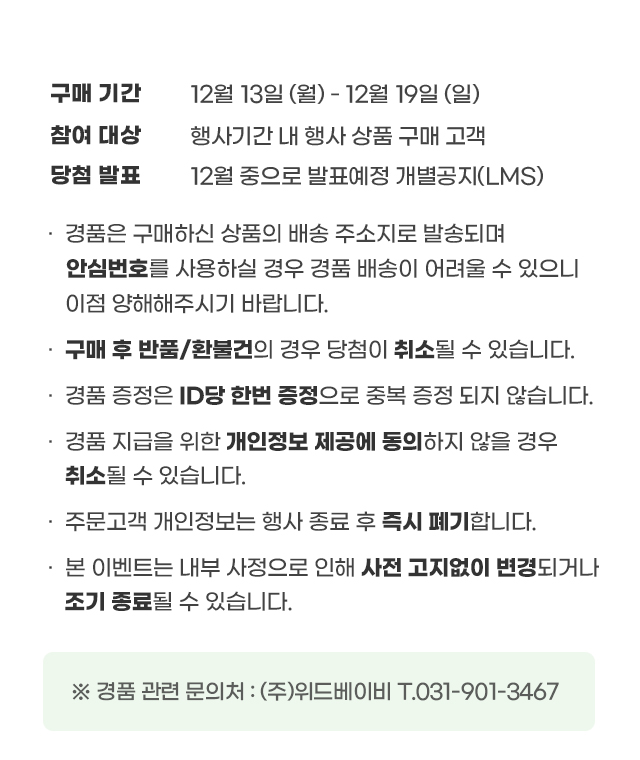 구매 기간 12월 13일 (월) - 12월 19일 (일)
참여 대상 행사기간 내 행사 상품 구매 고객
당첨 발표 12월 중으로 발표예정 개별공지(LMS)
· 경품은 구매하신 상품의 배송 주소지로 발송되며
안심번호를 사용하실 경우 경품 배송이 어려울 수 있으니
이점 양해해주시기 바랍니다.
· 구매 후 반품/환불건의 경우 당첨이 취소될 수 있습니다.
· 경품 증정은 ID당 한번 증정으로 중복 증정 되지 않습니다.
· 경품 지급을 위한 개인정보 제공에 동의하지 않을 경우
취소될 수 있습니다.
· 주문고객 개인정보는 행사 종료 후 즉시 폐기합니다.
· 본 이벤트는 내부 사정으로 인해 사전 고지없이 변경되거나
조기 종료될 수 있습니다.
※ 경품 관련 문의처 : (주)위드베이비 T.031-901-3467